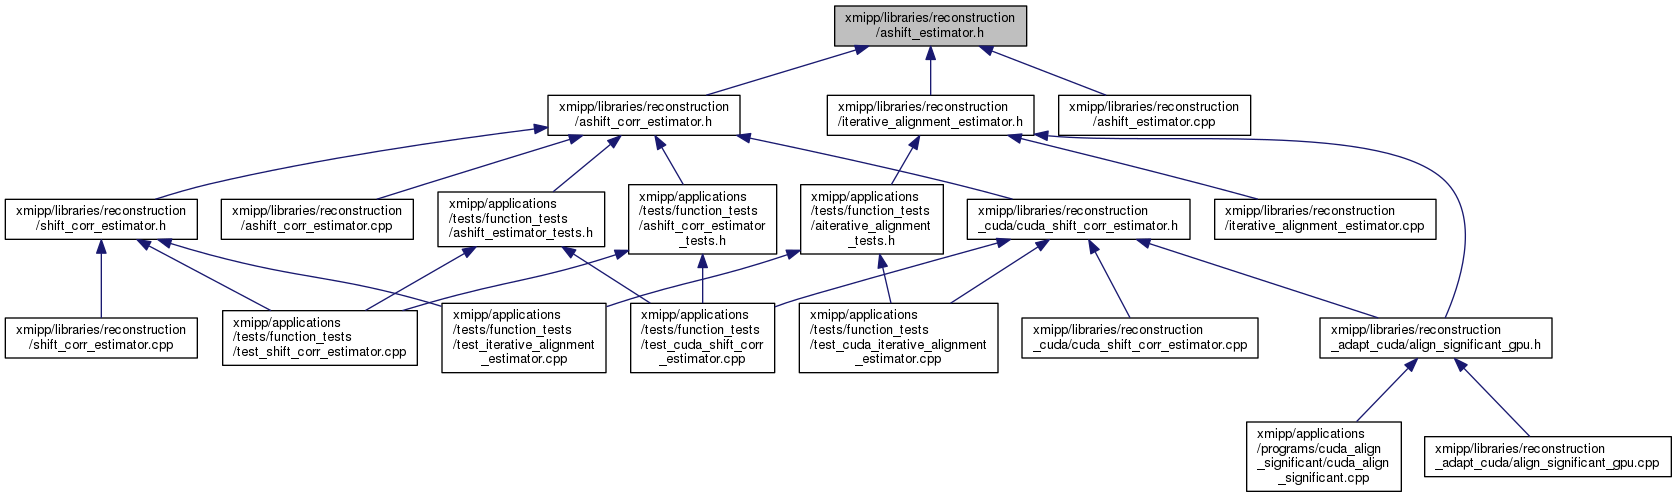 xmipp/libraries/reconstruction
/ashift_estimator.h
xmipp/libraries/reconstruction
/ashift_corr_estimator.h
xmipp/libraries/reconstruction
/iterative_alignment_estimator.h
xmipp/libraries/reconstruction
/ashift_estimator.cpp
xmipp/libraries/reconstruction
/shift_corr_estimator.h
xmipp/libraries/reconstruction
/ashift_corr_estimator.cpp
xmipp/applications
/tests/function_tests
/ashift_estimator_tests.h
xmipp/applications
/tests/function_tests
/ashift_corr_estimator
_tests.h
xmipp/applications
/tests/function_tests
/aiterative_alignment
_tests.h
xmipp/libraries/reconstruction
_cuda/cuda_shift_corr_estimator.h
xmipp/libraries/reconstruction
/iterative_alignment_estimator.cpp
xmipp/libraries/reconstruction
/shift_corr_estimator.cpp
xmipp/applications
/tests/function_tests
/test_shift_corr_estimator.cpp
xmipp/applications
/tests/function_tests
/test_iterative_alignment
_estimator.cpp
xmipp/applications
/tests/function_tests
/test_cuda_shift_corr
_estimator.cpp
xmipp/applications
/tests/function_tests
/test_cuda_iterative_alignment
_estimator.cpp
xmipp/libraries/reconstruction
_cuda/cuda_shift_corr_estimator.cpp
xmipp/libraries/reconstruction
_adapt_cuda/align_significant_gpu.h
xmipp/applications
/programs/cuda_align
_significant/cuda_align
_significant.cpp
xmipp/libraries/reconstruction
_adapt_cuda/align_significant_gpu.cpp